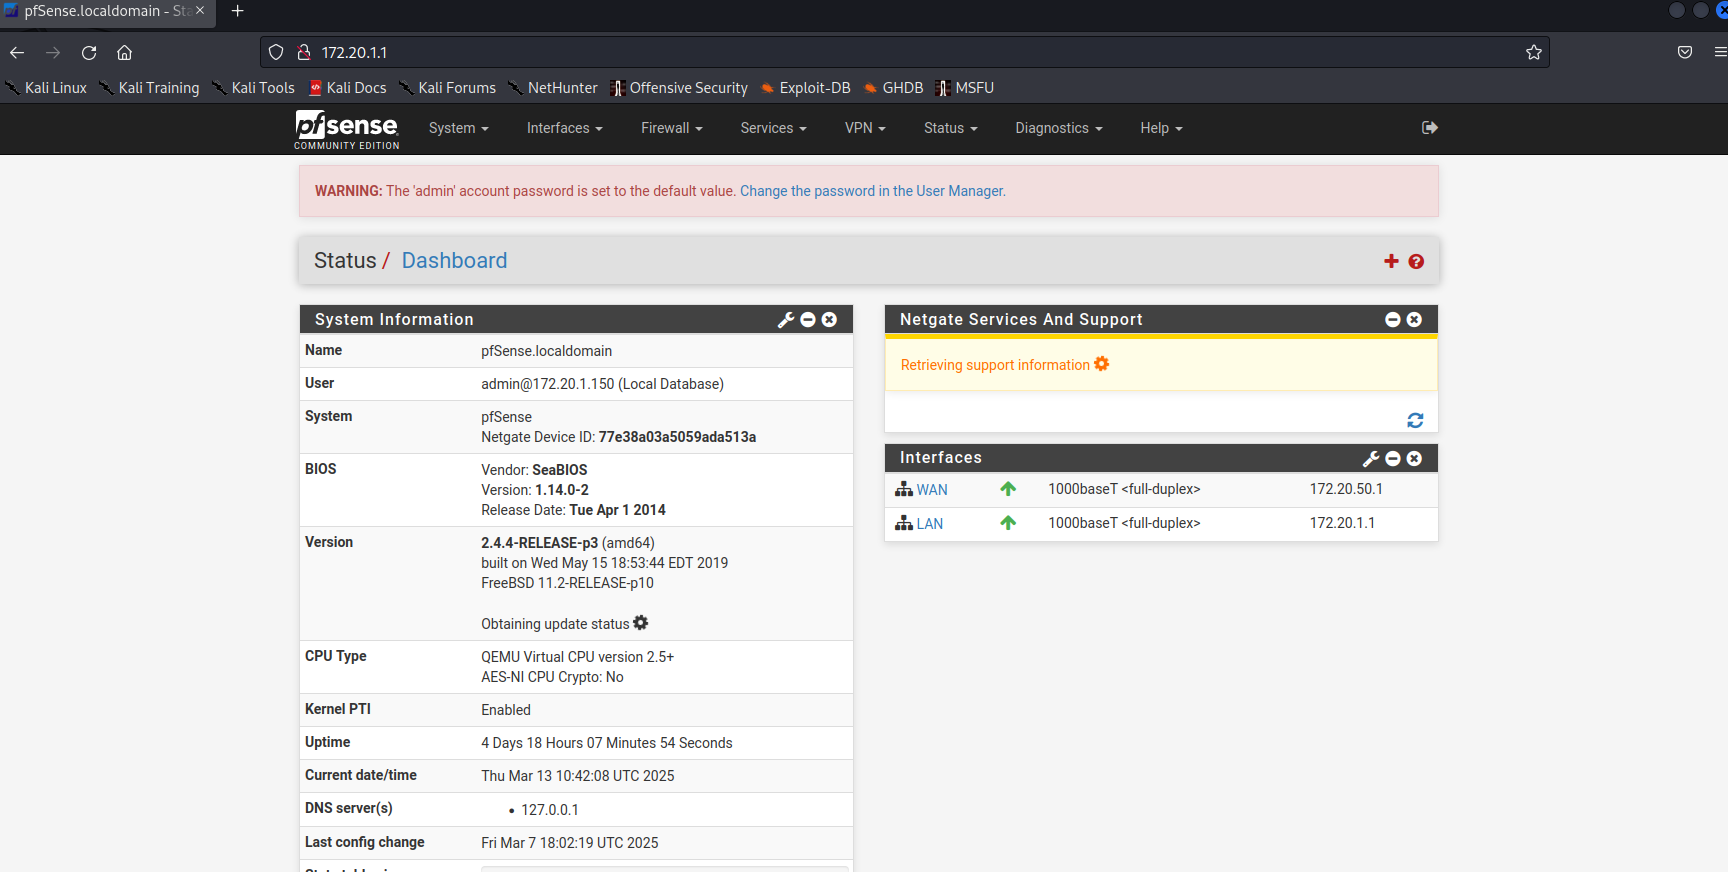 pfSense.localdomain - Sta
172.20.1.1
Kali Linux Kali Training Kali Tools Kali Docs Kali Forums NetHunter Offensive Security Exploit-DB GHDB MSFU
pfsense COMMUNITY EDITION
System Interfaces Firewall Services VPN Status Diagnostics Help
WARNING: The 'admin' account password is set to the default value. Change the password in the User Manager.
Status / Dashboard
System Information
Name pfSense.localdomain
User admin@172.20.1.150 (Local Database)
System pfSense
Netgate Device ID: 77e38a03a5059ada513a
BIOS Vendor: SeaBIOS
Version: 1.14.0-2
Release Date: Tue Apr 1 2014
Version 2.4.4-RELEASE-p3 (amd64)
built on Wed May 15 18:53:44 EDT 2019
FreeBSD 11.2-RELEASE-p10
Obtaining update status
CPU Type QEMU Virtual CPU version 2.5+
AES-NI CPU Crypto: No
Kernel PTI Enabled
Uptime 4 Days 18 Hours 07 Minutes 54 Seconds
Current date/time Thu Mar 13 10:42:08 UTC 2025
DNS server(s) • 127.0.0.1
Last config change Fri Mar 7 18:02:19 UTC 2025
Netgate Services And Support
Retrieving support information
Interfaces
WAN 1000baseT <full-duplex> 172.20.50.1
LAN 1000baseT <full-duplex> 172.20.1.1